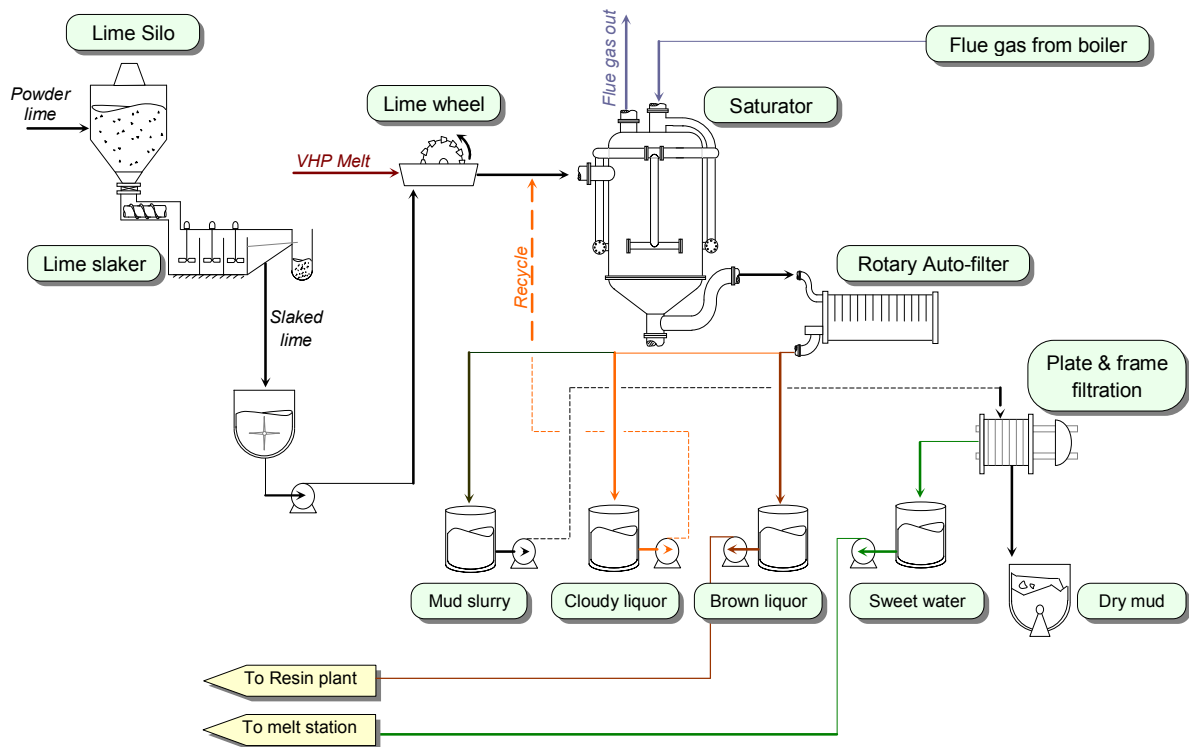 Lime Silo
Flue gas out
Flue gas from boiler
Powder
lime
Lime wheel
Saturator
VHP Melt
Lime slaker
Recycle
Rotary Auto-filter
Slaked
lime
Plate & frame
filtration
Mud slurry
Cloudy liquor
Brown liquor
Sweet water
Dry mud
To Resin plant
To melt station